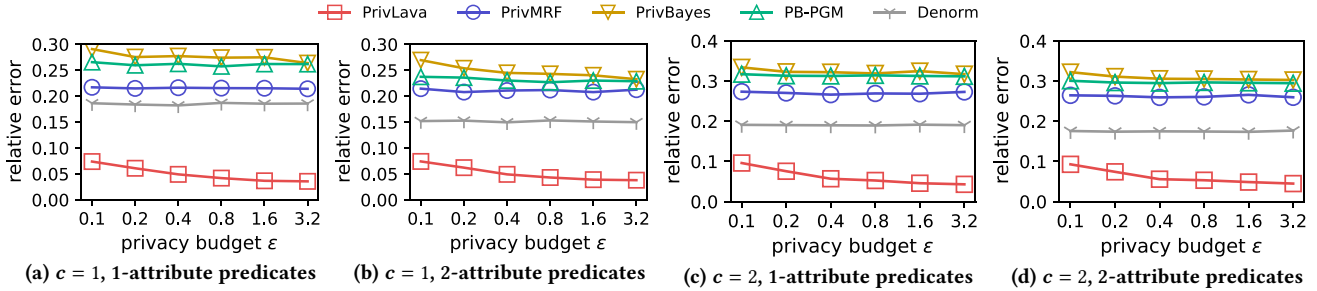 PrivLava PrivMRF PrivBayes PB-PGM Denorm
relative error
0.30
0.25
0.20
0.15
0.10
0.05
0.00
0.1 0.2 0.4 0.8 1.6 3.2
privacy budget ε
(a) c = 1, 1-attribute predicates
relative error
0.30
0.25
0.20
0.15
0.10
0.05
0.00
0.1 0.2 0.4 0.8 1.6 3.2
privacy budget ε
(b) c = 1, 2-attribute predicates
relative error
0.4
0.3
0.2
0.1
0.0
0.1 0.2 0.4 0.8 1.6 3.2
privacy budget ε
(c) c = 2, 1-attribute predicates
relative error
0.4
0.3
0.2
0.1
0.0
0.1 0.2 0.4 0.8 1.6 3.2
privacy budget ε
(d) c = 2, 2-attribute predicates